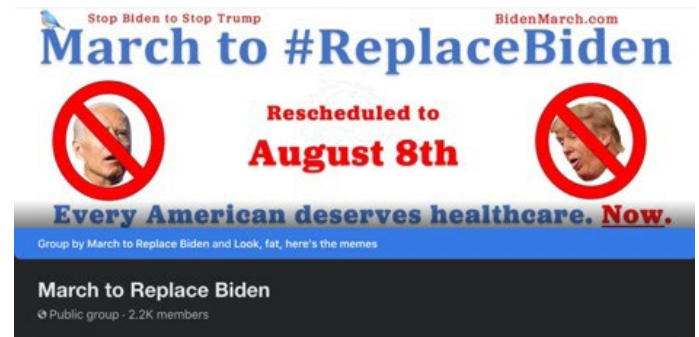 Stop Biden to Stop Trump
BidenMarch.com
March to #ReplaceBiden
Rescheduled to
August 8th
Every American deserves healthcare. Now.
Group by March to Replace Biden and Look, fat, here's the memes
March to Replace Biden
Public group · 2.2K members